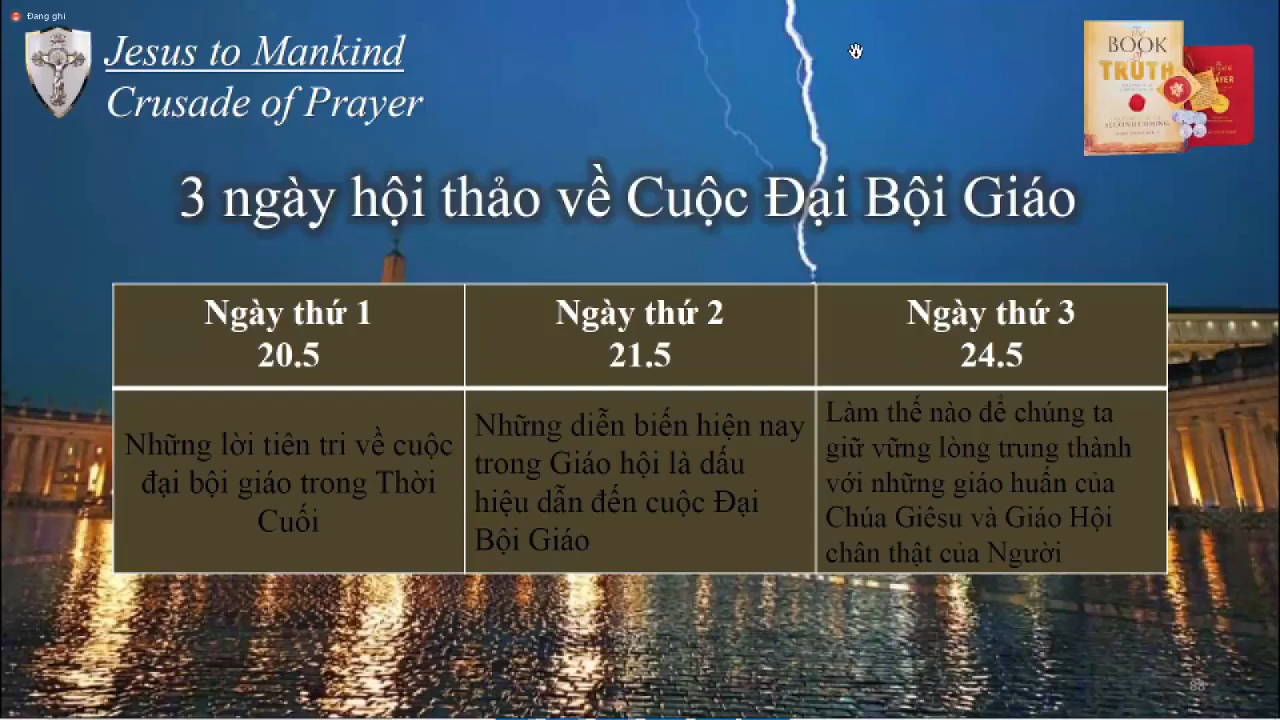 Đang ghi
Jesus to Mankind
Crusade of Prayer
The
BOOK
of
TRUTH
3 ngày hội thảo về Cuộc Đại Bội Giáo
Ngày thứ 1
20.5
Ngày thứ 2
21.5
Ngày thứ 3
24.5
Những lời tiên tri về cuộc
đại bội giáo trong Thời
Cuối
Những diễn biến hiện nay
trong Giáo hội là dấu
hiệu dẫn đến cuộc Đại
Bội Giáo
Làm thế nào để chúng ta
giữ vững lòng trung thành
với những giáo huấn của
Chúa Giêsu và Giáo Hội
chân thật của Người
88